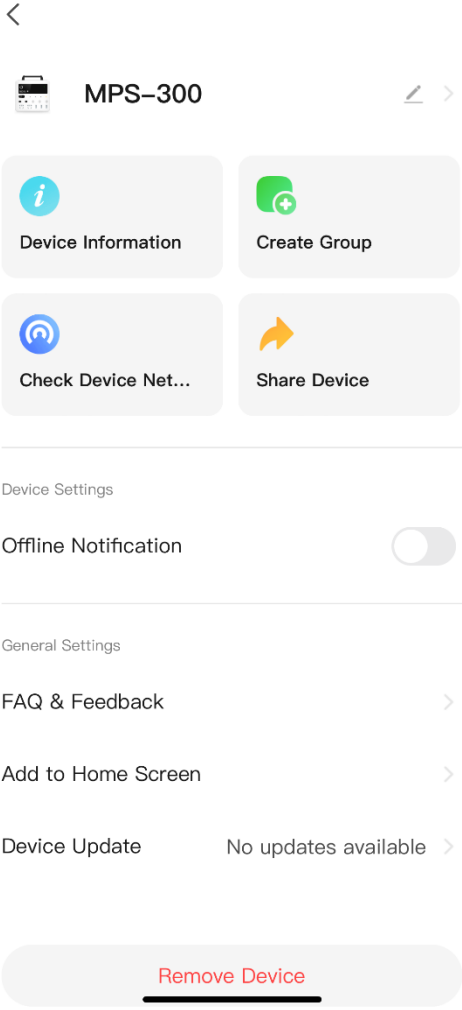 MPS-300
Device Information
Create Group
Check Device Net...
Share Device
Device Settings
Offline Notification
General Settings
FAQ & Feedback
Add to Home Screen
Device Update No updates available
Remove Device